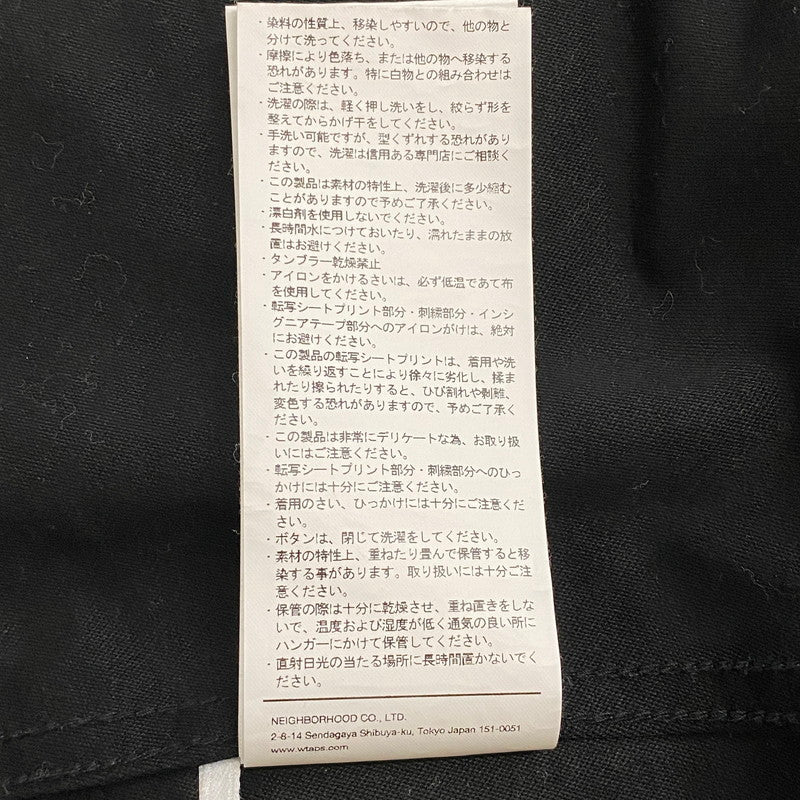 ・染料の性質上、移染しやすいので、他の物と
分けて洗ってください。
・摩擦により色落ち、または他の物へ移染する
恐れがあります。特に白物との組み合わせは
ご注意ください。
・洗濯の際は、軽く押し洗いをし、絞らず形を
整えてからかげ干をしてください。
・手洗い可能ですが、型くずれする恐れがあり
ますので、洗濯は信用ある専門店にご相談く
ださい。
・この製品は素材の特性上、洗濯後に多少縮む
ことがありますので予めご了承ください。
・漂白剤を使用しないでください。
・長時間水につけておいたり、濡れたままの放
置はお避けください。
・タンブラー乾燥禁止
・アイロンをかけるさいは、必ず低温であて布
を使用してください。
・転写シートプリント部分・刺繍部分・インシ
グニアテープ部分へのアイロンがけは、絶対
にお避けください。
・この製品の転写シートプリントは、着用や洗
いを繰り返すことにより徐々に劣化し、揉ま
れたり擦られたりすると、ひび割れや剥離、
変色する恐れがありますので、予めご了承く
ださい。
・この製品は非常にデリケートな為、お取り扱
いにはご注意ください。
・転写シートプリント部分・刺繍部分へのひっ
かけには十分にご注意ください。
・着用のさい、ひっかけには十分にご注意くだ
さい。
・ボタンは、閉じて洗濯をしてください。
・素材の特性上、重ねたり畳んで保管すると移
染する事があります。取り扱いには十分ご注
意ください。
・保管の際は十分に乾燥させ、重ね置きをしな
いで、温度および湿度が低く通気の良い所に
ハンガーにかけて保管してください。
・直射日光の当たる場所に長時間置かないでく
ださい。
NEIGHBORHOOD CO., LTD.
2-8-14 Sendagaya Shibuya-ku, Tokyo Japan 151-0051
www.wtaps.com